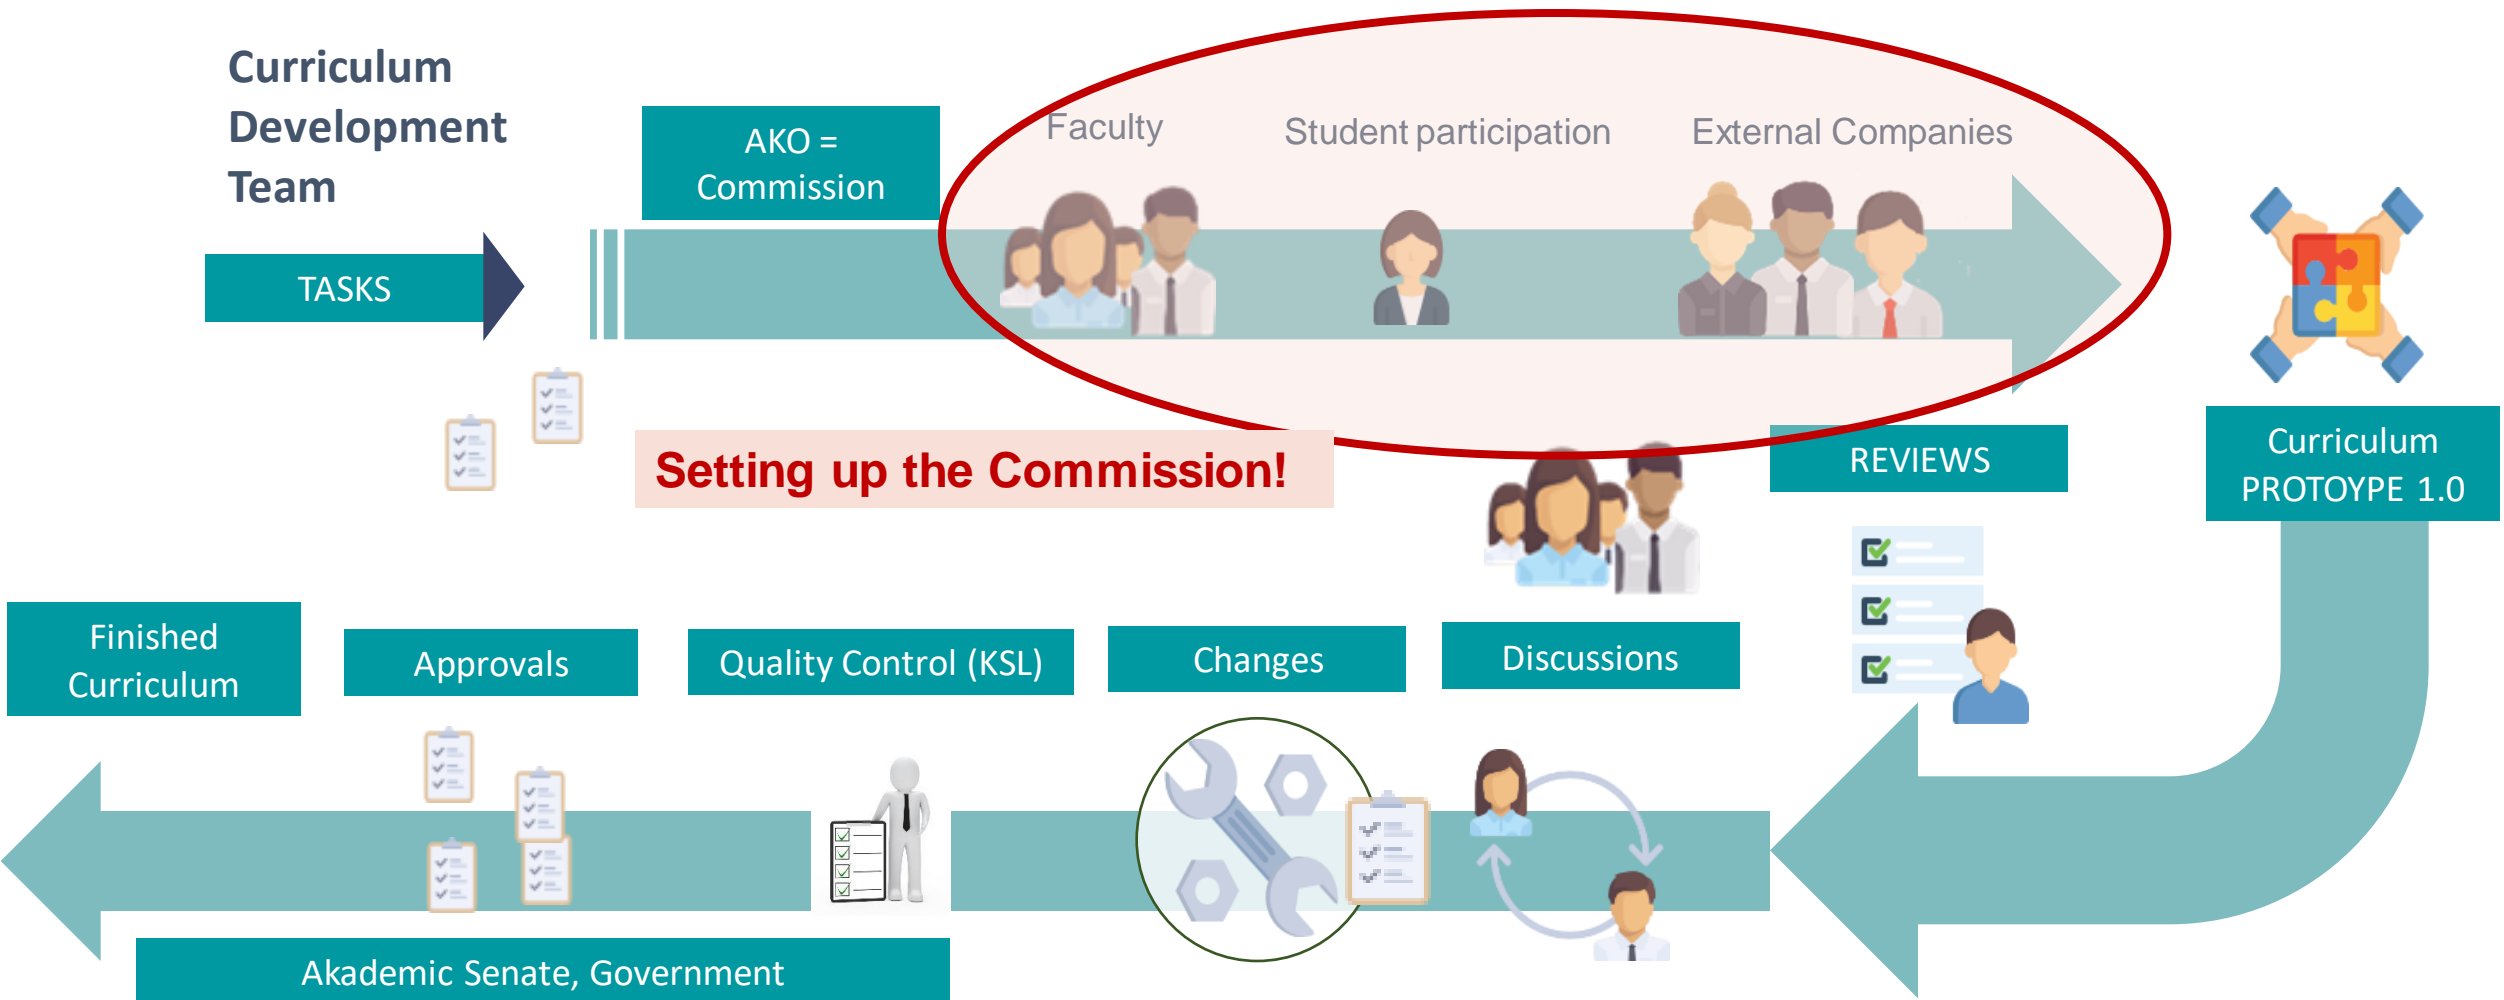 Curriculum
Development
Team
TASKS
AKO =
Commission
Faculty
Student participation
External Companies
Setting up the Commission!
REVIEWS
Curriculum
PROTOYPE 1.0
Finished
Curriculum
Approvals
Quality Control (KSL)
Changes
Discussions
Akademic Senate, Government